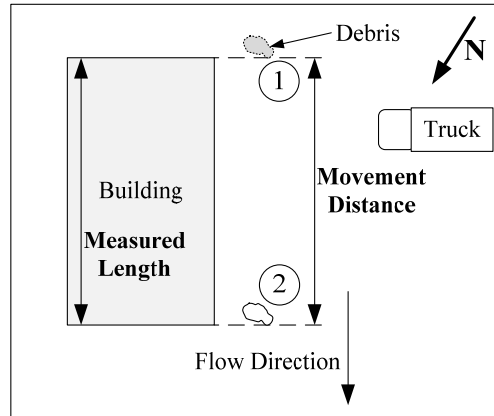 Debris
N
1
Truck
Building
Movement
Distance
Measured
Length
2
Flow Direction